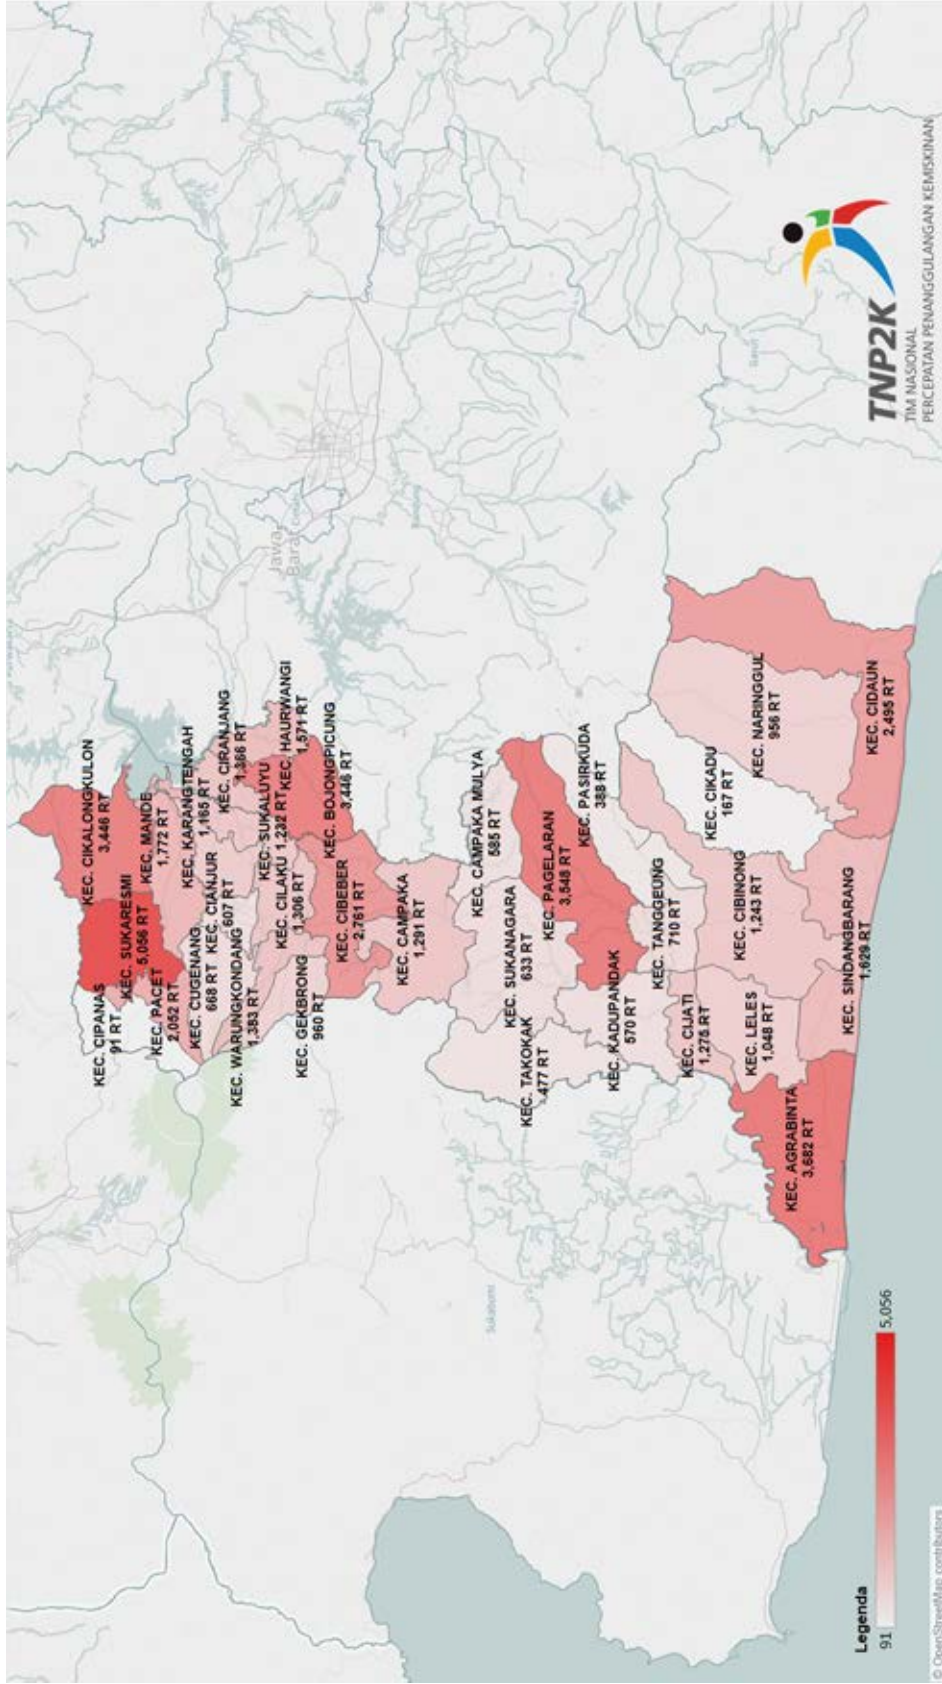 KEC. CIKALONGKULON
3,446 RT
KEC. CIPANAS
91 RT
KEC. SUKARESMI
5,056 RT
KEC. MANDE
1,772 RT
KEC. PACET
2,052 RT
KEC. KARANGTENGAH
1,165 RT
KEC. CUGENANG
668 RT
KEC. CIANJUR
607 RT
KEC. CIRANJANG
1,366 RT
KEC. WARUNGKONDANG
1,383 RT
KEC. SUKALUYU
1,232 RT
KEC. HAURWANGI
1,571 RT
KEC. CILAKU
1,306 RT
KEC. GEKBRONG
960 RT
KEC. BOJONGPICUNG
3,446 RT
KEC. CIBEBER
2,761 RT
KEC. CAMPAKA
1,291 RT
KEC. CAMPAKA MULYA
585 RT
KEC. SUKANAGARA
633 RT
KEC. TAKOKAK
477 RT
KEC. PAGELARAN
3,548 RT
KEC. PASIRKUDA
388 RT
KEC. KADUPANDAK
570 RT
KEC. TANGGEUNG
710 RT
KEC. CIJATI
1,275 RT
KEC. CIKADU
167 RT
KEC. CIBINONG
1,243 RT
KEC. NARINGGUL
956 RT
KEC. LELES
1,048 RT
KEC. AGRABINTA
3,682 RT
KEC. SINDANGBARANG
1,629 RT
KEC. CIDAUN
2,495 RT
Jawa
Barat
Sukabumi
Legenda
91
5,056
TNP2K
TIM NASIONAL
PERCEPATAN PENANGGULANGAN KEMISKINAN
© OpenStreetMap contributors